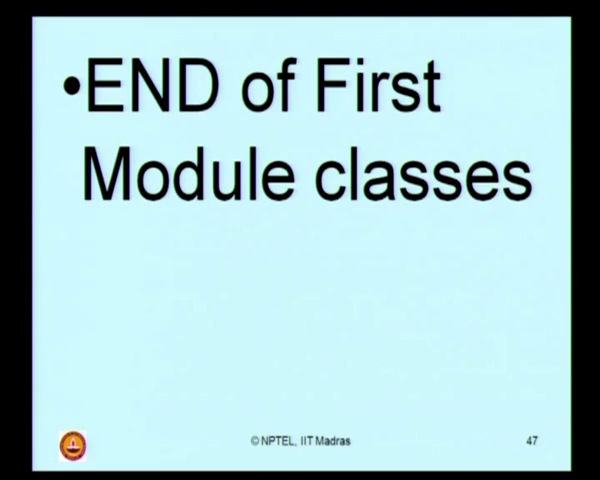 •END of First
Module classes
© NPTEL, IIT Madras
47